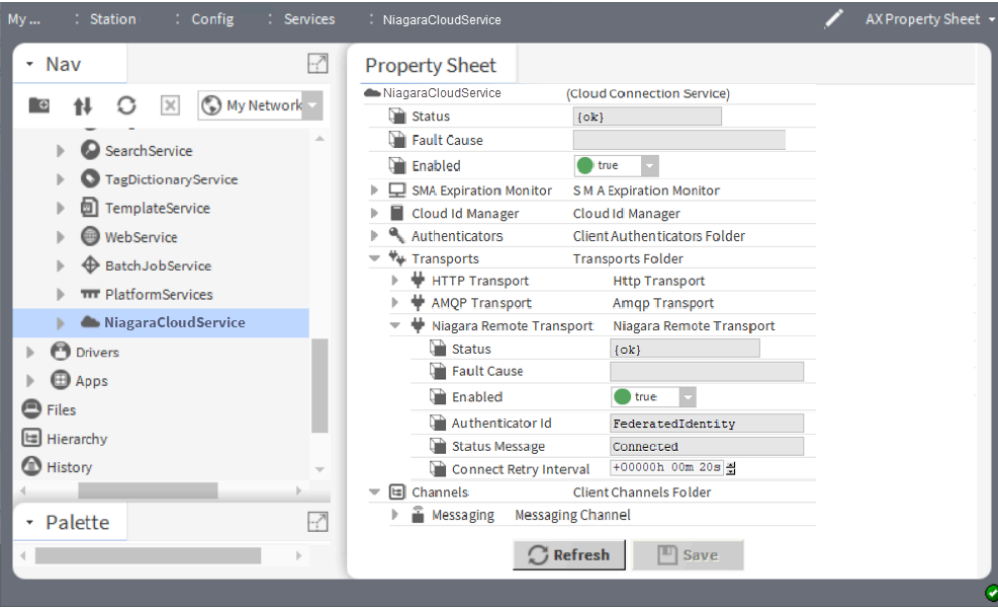 My ... : Station : Config : Services : NiagaraCloudService AX Property Sheet
Nav
My Network
SearchService
TagDictionaryService
TemplateService
WebService
BatchJobService
PlatformServices
NiagaraCloudService
Drivers
Apps
Files
Hierarchy
History
Palette
Property Sheet
NiagaraCloudService (Cloud Connection Service)
Status {ok}
Fault Cause
Enabled true
SMA Expiration Monitor S M A Expiration Monitor
Cloud Id Manager Cloud Id Manager
Authenticators Client Authenticators Folder
Transports Transports Folder
HTTP Transport Http Transport
AMQP Transport Amqp Transport
Niagara Remote Transport Niagara Remote Transport
Status {ok}
Fault Cause
Enabled true
Authenticator Id FederatedIdentity
Status Message Connected
Connect Retry Interval +00000h 00m 20s
Channels Client Channels Folder
Messaging Messaging Channel
Refresh Save